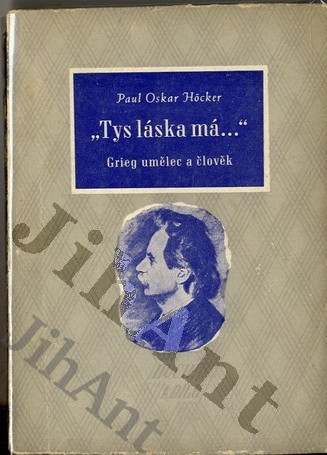 Paul Oskar Höcker
„Tys láska má...“
Grieg umělec a člověk
JihAnt
JihAnt